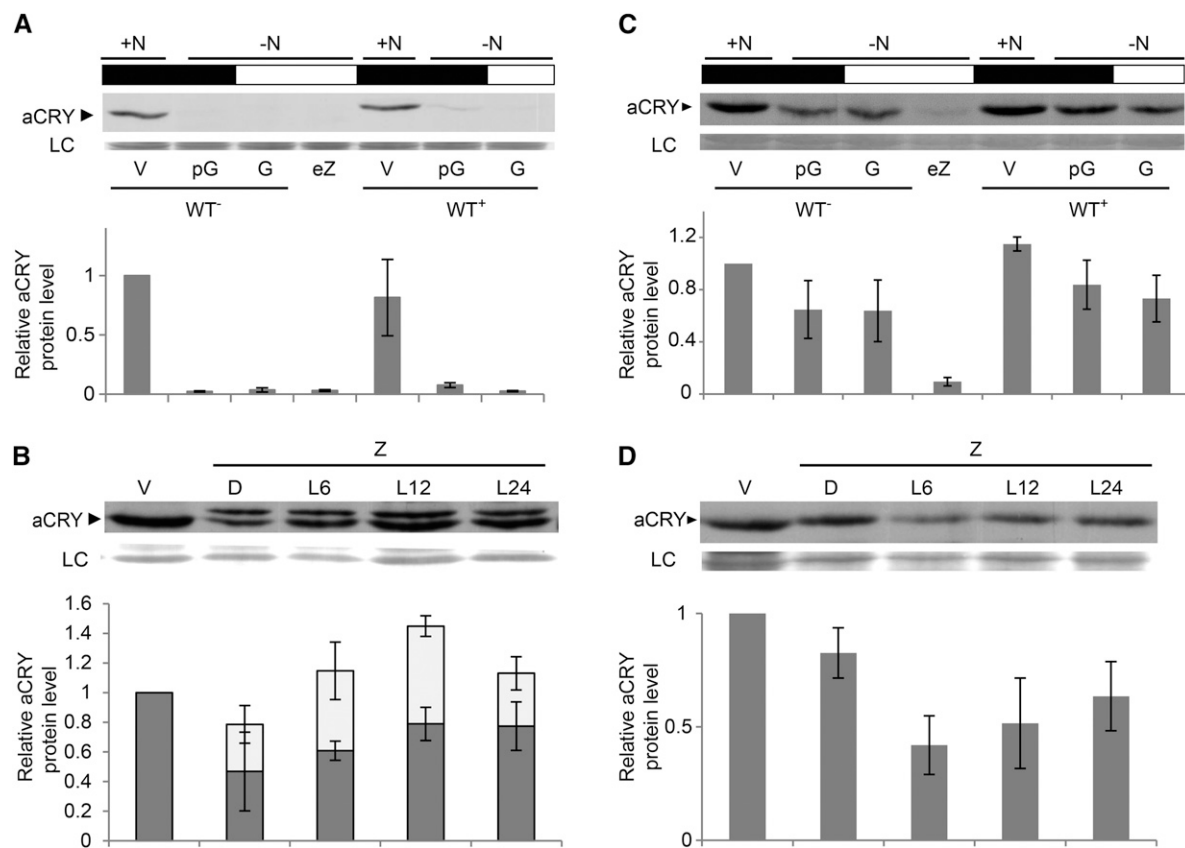 A
+N -N +N -N
aCRY
LC
V pG G eZ V pG G
WT- WT+
Relative aCRY
protein level
1
0.5
0
C
+N -N +N -N
aCRY
LC
V pG G eZ V pG G
WT- WT+
Relative aCRY
protein level
1.2
0.8
0.4
0
B
Z
V D L6 L12 L24
aCRY
LC
Relative aCRY
protein level
1.6
1.4
1.2
1
0.8
0.6
0.4
0.2
0
D
Z
V D L6 L12 L24
aCRY
LC
Relative aCRY
protein level
1
0.5
0